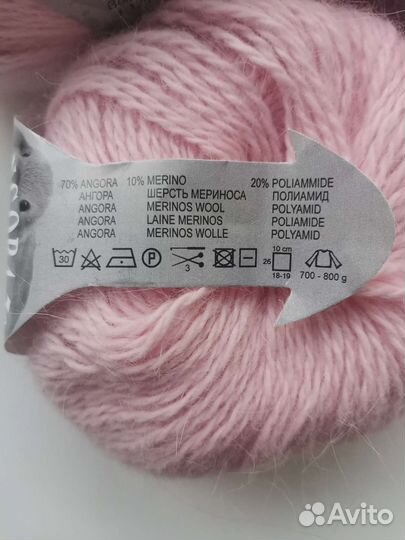 70% ANGORA 10% MERINO 20% POLIAMMIDE
АНГОРА ШЕРСТЬ МЕРИНОСА ПОЛИАМИД
ANGORA MERINOS WOOL POLYAMID
ANGORA LAINE MERINOS POLIAMIDE
ANGORA MERINOS WOLLE POLYAMID
30 P 3 26 10 cm 18-19 700 - 800 g
Avito